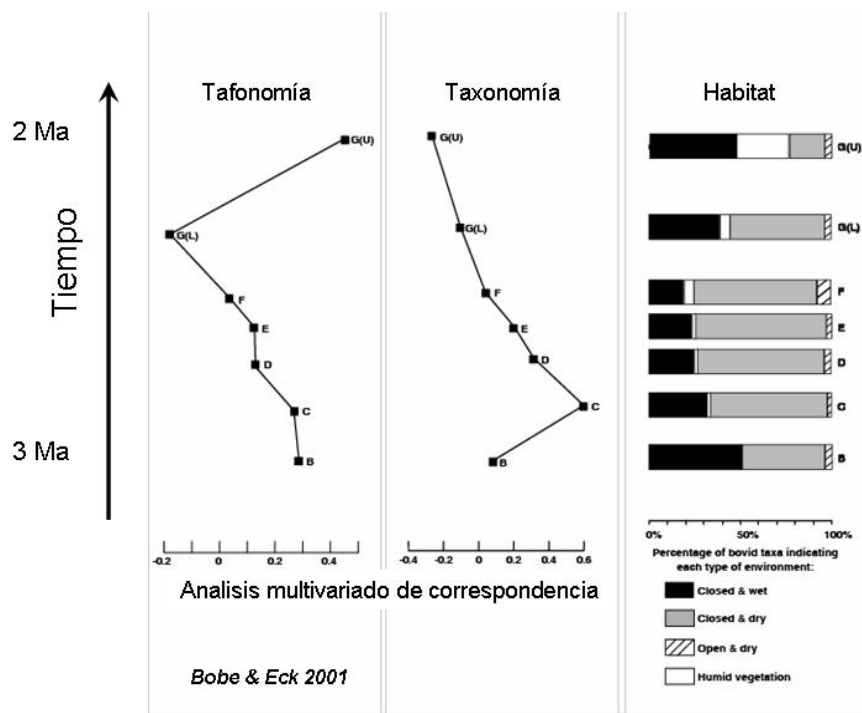 Tafonomía
Taxonomía
Habitat
2 Ma
3 Ma
Tiempo
G(U)
G(L)
F
E
D
C
B
G(U)
G(L)
F
E
D
C
B
G(U)
G(L)
F
E
D
C
B
-0.2
0
0.2
0.4
-0.4
-0.2
0
0.2
0.4
0.6
0%
50%
100%
Analisis multivariado de correspondencia
Bobe & Eck 2001
Percentage of bovid taxa indicating
each type of environment:
Closed & wet
Closed & dry
Open & dry
Humid vegetation